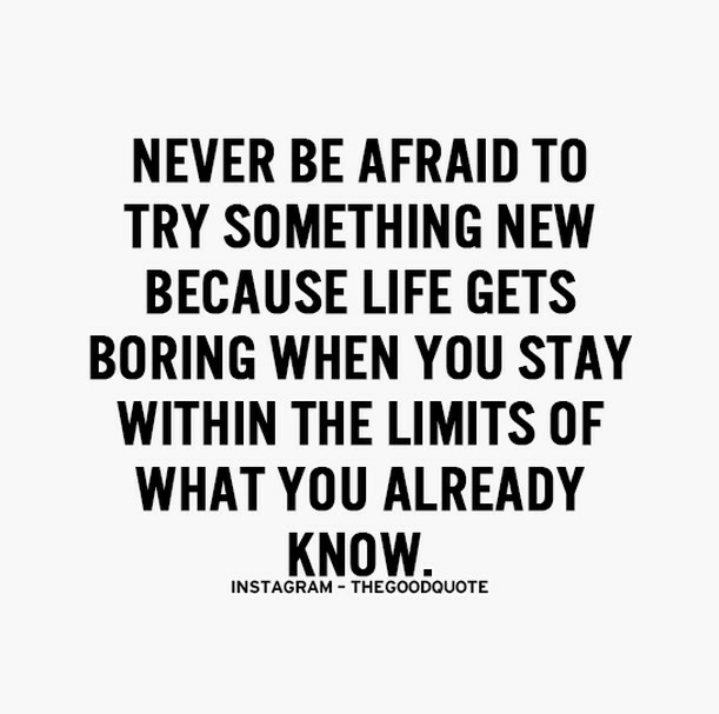 NEVER BE AFRAID TO
TRY SOMETHING NEW
BECAUSE LIFE GETS
BORING WHEN YOU STAY
WITHIN THE LIMITS OF
WHAT YOU ALREADY
KNOW.
INSTAGRAM - THEGOODQUOTE